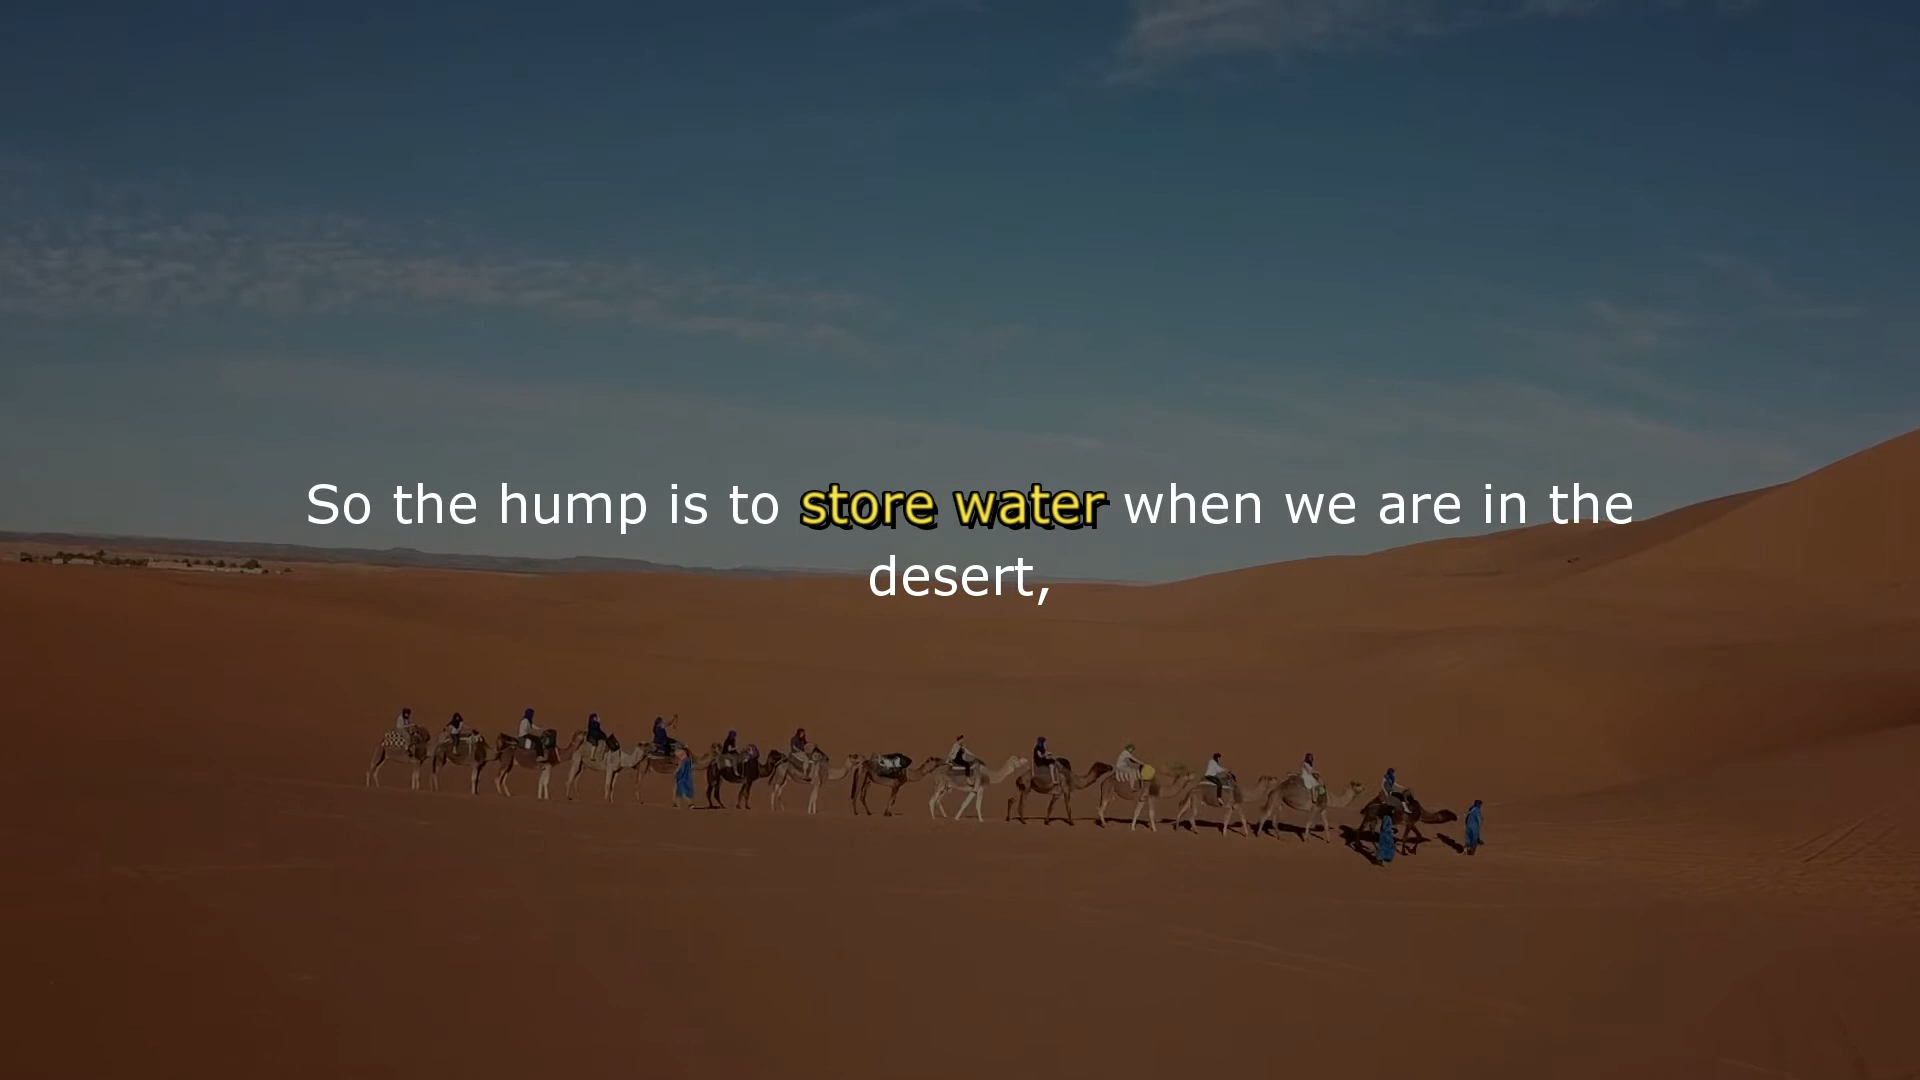 So the hump is to store water when we are in the
desert,